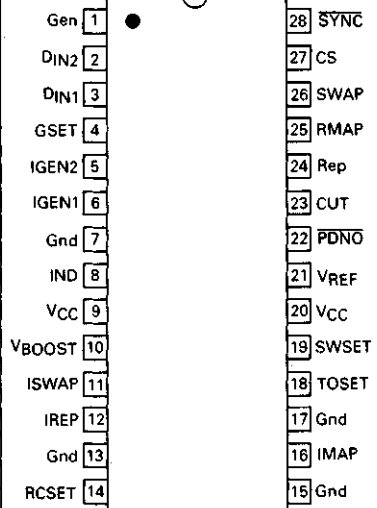 Gen 1 28 SYNC
DIN2 2 27 CS
DIN1 3 26 SWAP
GSET 4 25 RMAP
IGEN2 5 24 Rep
IGEN1 6 23 CUT
Gnd 7 22 PDNO
IND 8 21 VREF
VCC 9 20 VCC
VBOOST 10 19 SWSET
ISWAP 11 18 TOSET
IREP 12 17 Gnd
Gnd 13 16 IMAP
RCSET 14 15 Gnd